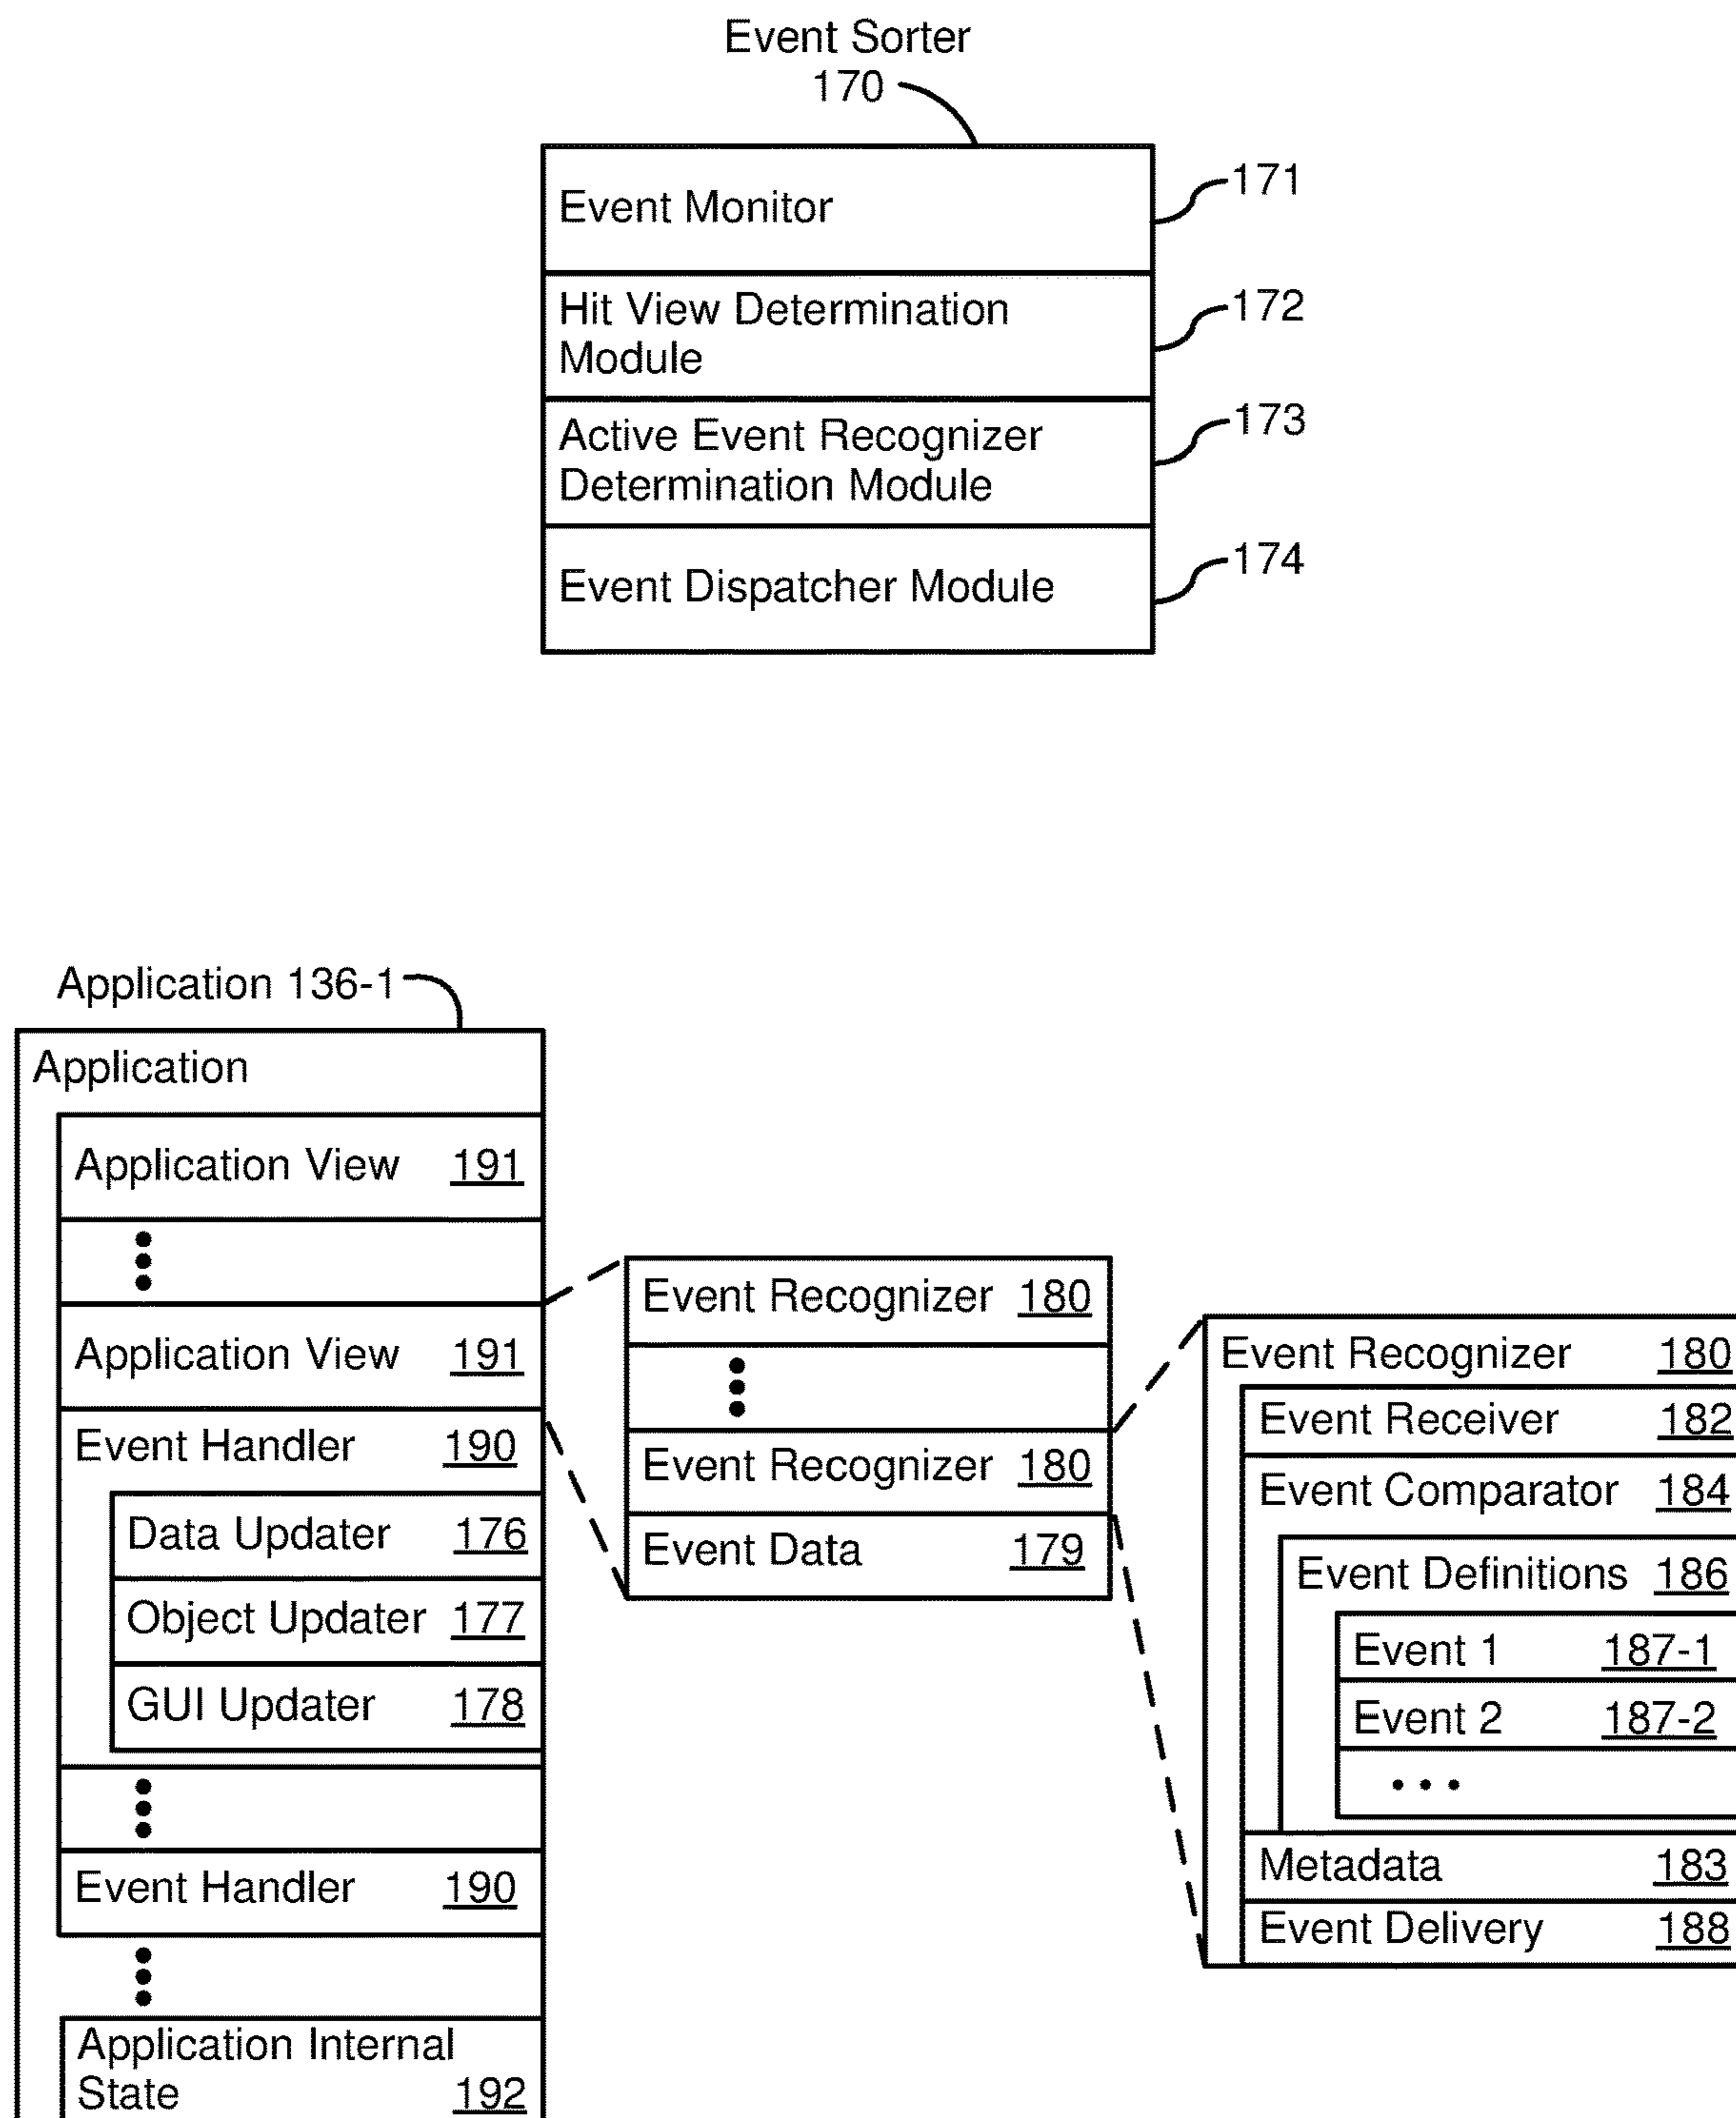 Event Sorter
170
Event Monitor
171
Hit View Determination
Module
172
Active Event Recognizer
Determination Module
173
Event Dispatcher Module
174
Application 136-1
Application
Application View 191
Application View 191
Event Handler 190
Data Updater 176
Object Updater 177
GUI Updater 178
Event Handler 190
Application Internal
State 192
Event Recognizer 180
Event Recognizer 180
Event Data 179
Event Recognizer 180
Event Receiver 182
Event Comparator 184
Event Definitions 186
Event 1 187-1
Event 2 187-2
• • •
Metadata 183
Event Delivery 188